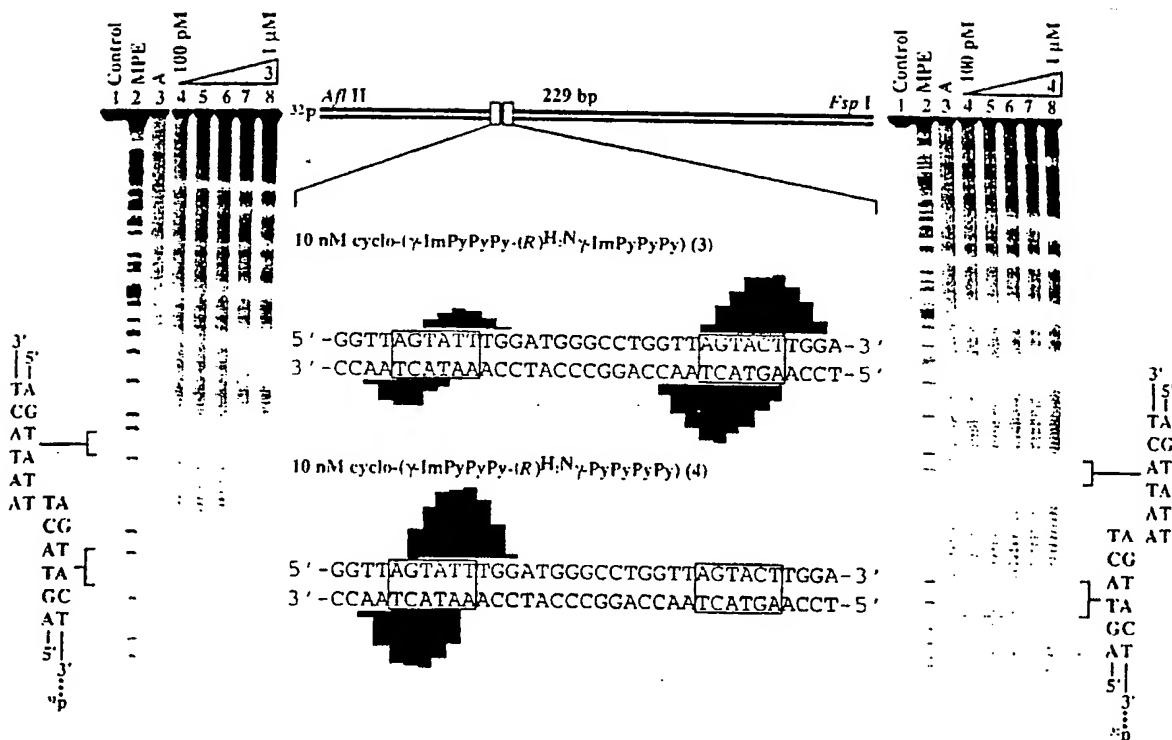 Control
MPE
A
100 pM
1 μM
3
1 2 3 4 5 6 7 8
Afl II
229 bp
Fsp I
32p
Control
MPE
A
100 pM
1 μM
4
1 2 3 4 5 6 7 8
10 nM cyclo-(γ-ImPyPyPy-(R)H2Nγ-ImPyPyPy) (3)
5'-GGTTAGTATTTGGATGGGCCTGGTTAGTACTTGGA-3'
3'-CCAATCATAAACCTACCCGGACCAATCATGAACCT-5'
10 nM cyclo-(γ-ImPyPyPy-(R)H2Nγ-PyPyPyPy) (4)
5'-GGTTAGTATTTGGATGGGCCTGGTTAGTACTTGGA-3'
3'-CCAATCATAAACCTACCCGGACCAATCATGAACCT-5'
3'
5'
TA
CG
AT
TA
AT
AT
TA
CG
AT
TA
GC
AT
5'
3'
p
3'
5'
TA
CG
AT
TA
AT
AT
TA
CG
AT
TA
GC
AT
5'
3'
p